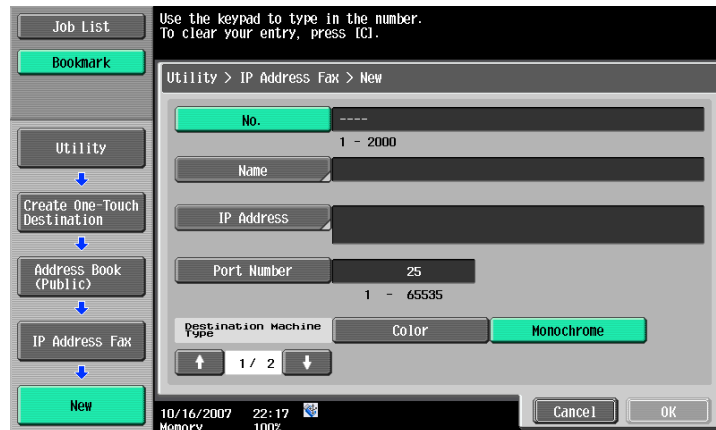 Job List
Bookmark
Use the keypad to type in the number.
To clear your entry, press [C].
Utility > IP Address Fax > New
No.
----
1 - 2000
Name
IP Address
Port Number
25
1 - 65535
Destination Machine
Type
Color
Monochrome
1/ 2
Utility
Create One-Touch
Destination
Address Book
(Public)
IP Address Fax
New
10/16/2007 22:17
Memory 100%
Cancel
OK